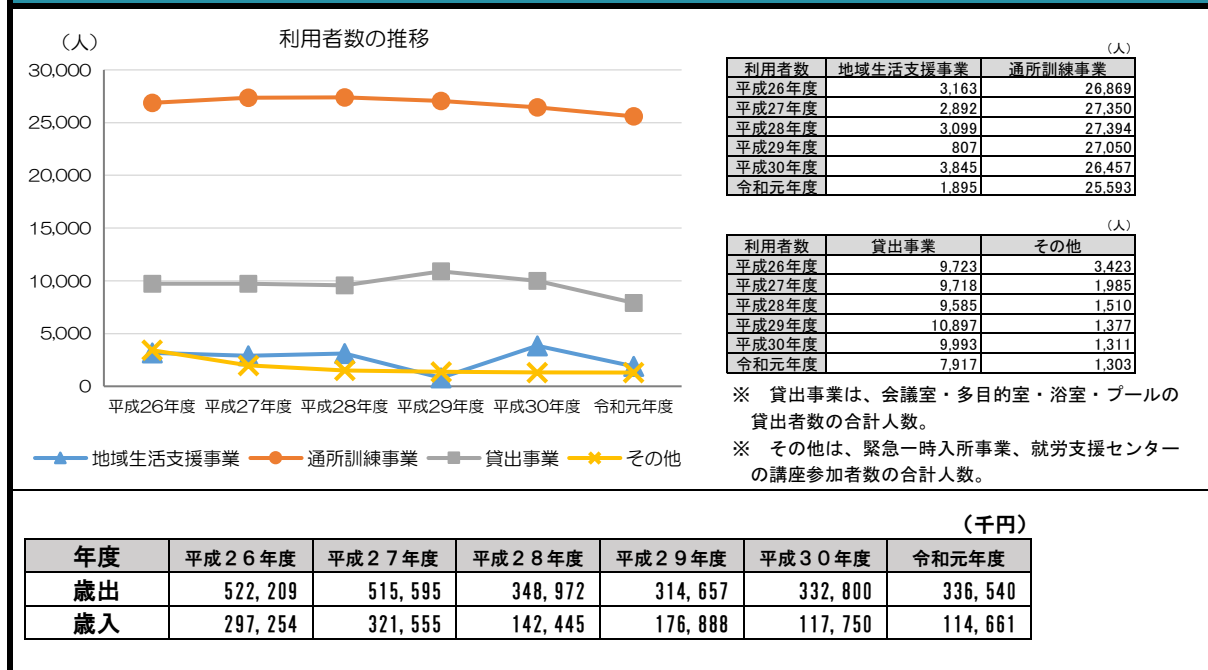 利用者数の推移
（人）
30,000
25,000
20,000
15,000
10,000
5,000
0
平成26年度 平成27年度 平成28年度 平成29年度 平成30年度 令和元年度
地域生活支援事業 通所訓練事業 貸出事業 その他
（人）
利用者数 地域生活支援事業 通所訓練事業
平成26年度 3,163 26,869
平成27年度 2,892 27,350
平成28年度 3,099 27,394
平成29年度 807 27,050
平成30年度 3,845 26,457
令和元年度 1,895 25,593
（人）
利用者数 貸出事業 その他
平成26年度 9,723 3,423
平成27年度 9,718 1,985
平成28年度 9,585 1,510
平成29年度 10,897 1,377
平成30年度 9,993 1,311
令和元年度 7,917 1,303
※　貸出事業は、会議室・多目的室・浴室・プールの
貸出者数の合計人数。
※　その他は、緊急一時入所事業、就労支援センター
の講座参加者数の合計人数。
（千円）
年度 平成２６年度 平成２７年度 平成２８年度 平成２９年度 平成３０年度 令和元年度
歳出 522,209 515,595 348,972 314,657 332,800 336,540
歳入 297,254 321,555 142,445 176,888 117,750 114,661